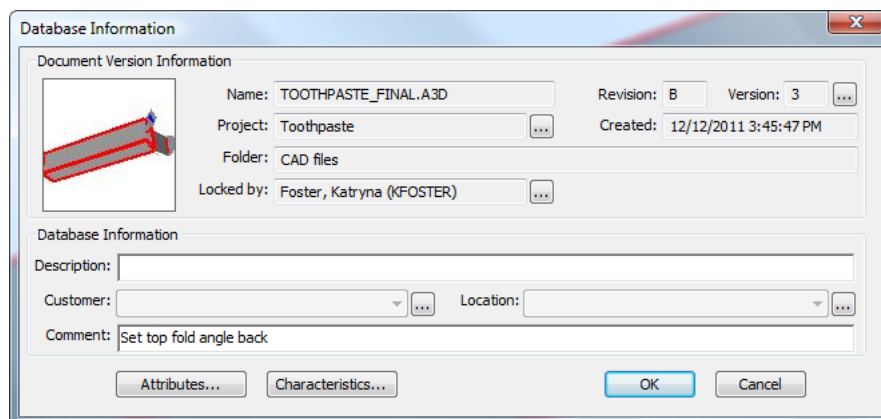 Database Information
Document Version Information
Name: TOOTHPASTE_FINAL.A3D Revision: B Version: 3 ...
Project: Toothpaste ... Created: 12/12/2011 3:45:47 PM
Folder: CAD files
Locked by: Foster, Katryna (KFOSTER) ...
Database Information
Description:
Customer: ... Location: ...
Comment: Set top fold angle back
Attributes... Characteristics... OK Cancel